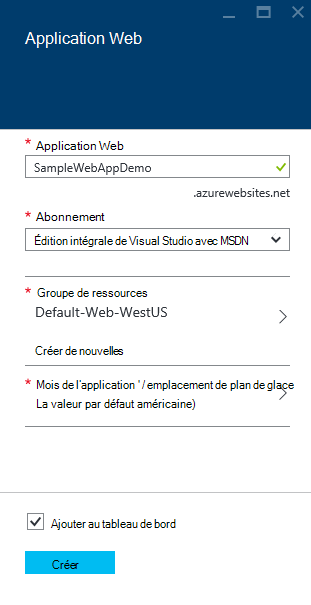 Application Web
* Application Web
SampleWebAppDemo
.azurewebsites.net
* Abonnement
Édition intégrale de Visual Studio avec MSDN
* Groupe de ressources
Default-Web-WestUS
Créer de nouvelles
* Mois de l'application ' / emplacement de plan de glace
La valeur par défaut américaine)
Ajouter au tableau de bord
Créer